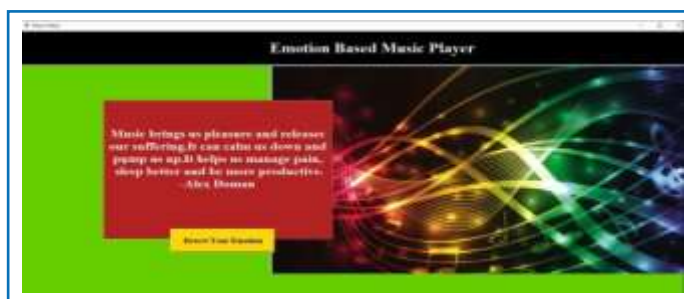 Emotion Based Music Player
Music brings us pleasure and releases
our suffering.It can calm us down and
pump us up.It helps us manage pain,
sleep better and be more productive.
-Alex Doman
Detect Your Emotion